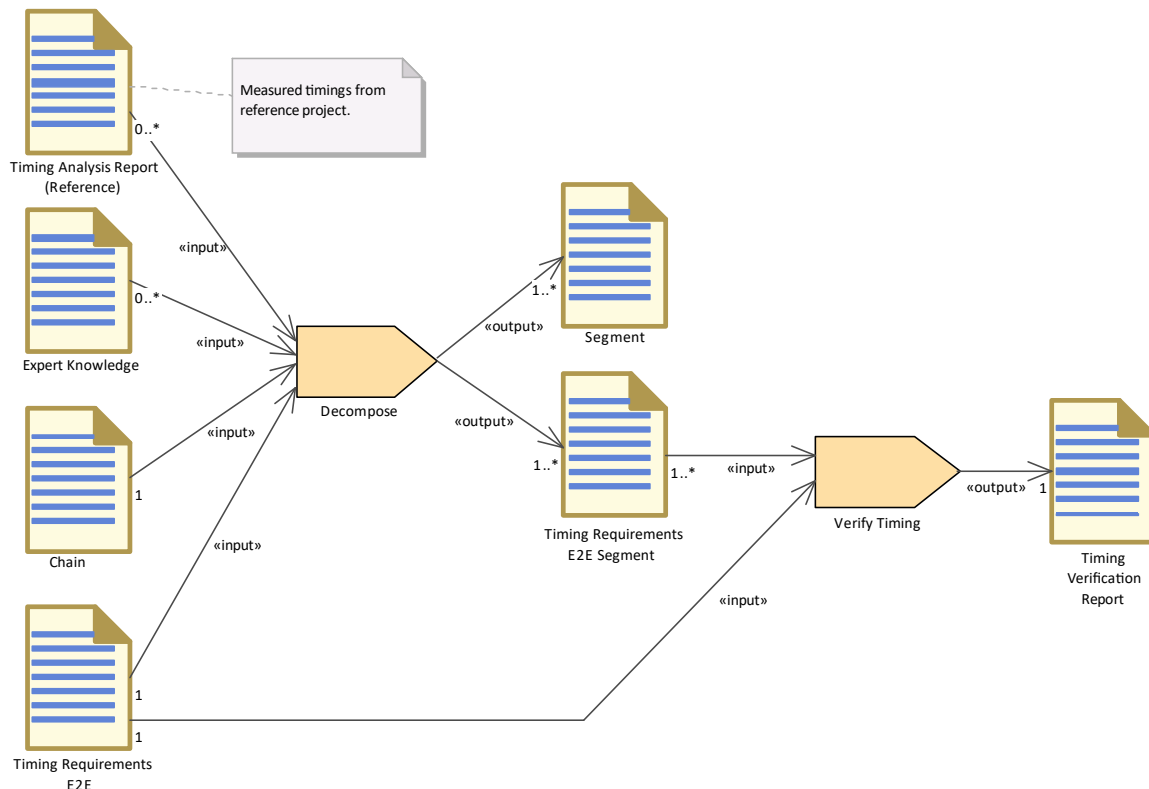 Measured timings from
reference project.
0..*
Timing Analysis Report
(Reference)
«input»
0..*
«input»
Expert Knowledge
1..*
«output»
Segment
Decompose
«input»
«output»
1
Chain
«input»
1..*
1..*
«input»
Timing Requirements
E2E Segment
Verify Timing
«output»
1
Timing
Verification
Report
«input»
1
1
Timing Requirements
E2E